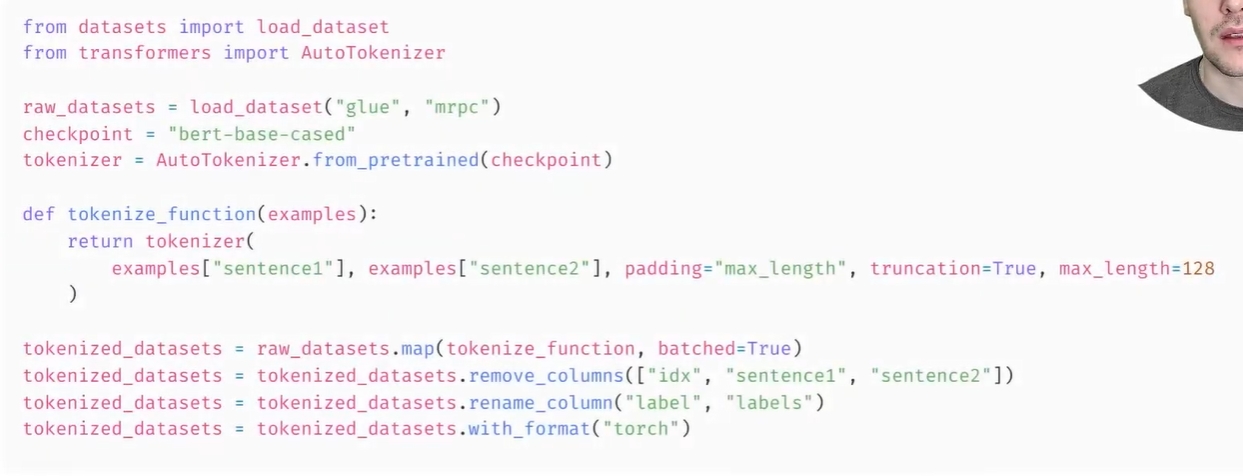 from datasets import load_dataset
from transformers import AutoTokenizer
raw_datasets = load_dataset("glue", "mrpc")
checkpoint = "bert-base-cased"
tokenizer = AutoTokenizer.from_pretrained(checkpoint)
def tokenize_function(examples):
    return tokenizer(
        examples["sentence1"], examples["sentence2"], padding="max_length", truncation=True, max_length=128
    )
tokenized_datasets = raw_datasets.map(tokenize_function, batched=True)
tokenized_datasets = tokenized_datasets.remove_columns(["idx", "sentence1", "sentence2"])
tokenized_datasets = tokenized_datasets.rename_column("label", "labels")
tokenized_datasets = tokenized_datasets.with_format("torch")